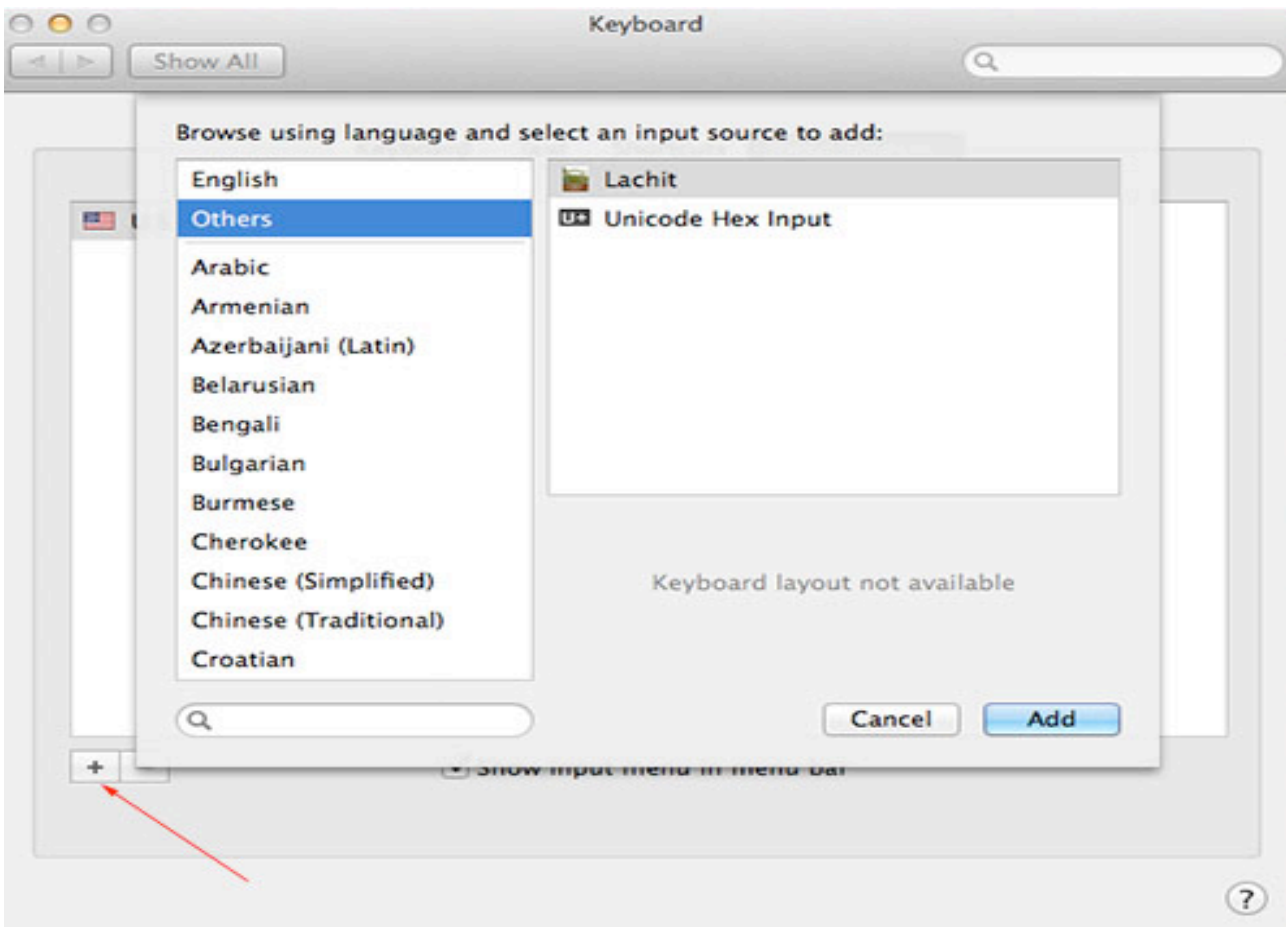 Keyboard
Show All
Browse using language and select an input source to add:
English
Others
Arabic
Armenian
Azerbaijani (Latin)
Belarusian
Bengali
Bulgarian
Burmese
Cherokee
Chinese (Simplified)
Chinese (Traditional)
Croatian
Lachit
U+ Unicode Hex Input
Keyboard layout not available
Cancel
Add
+
Show input menu in menu bar
?